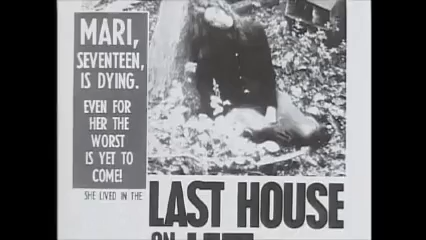 MARI,
SEVENTEEN,
IS DYING.
EVEN FOR
HER THE
WORST
IS YET TO
COME!
SHE LIVED IN THE
LAST HOUSE
ON